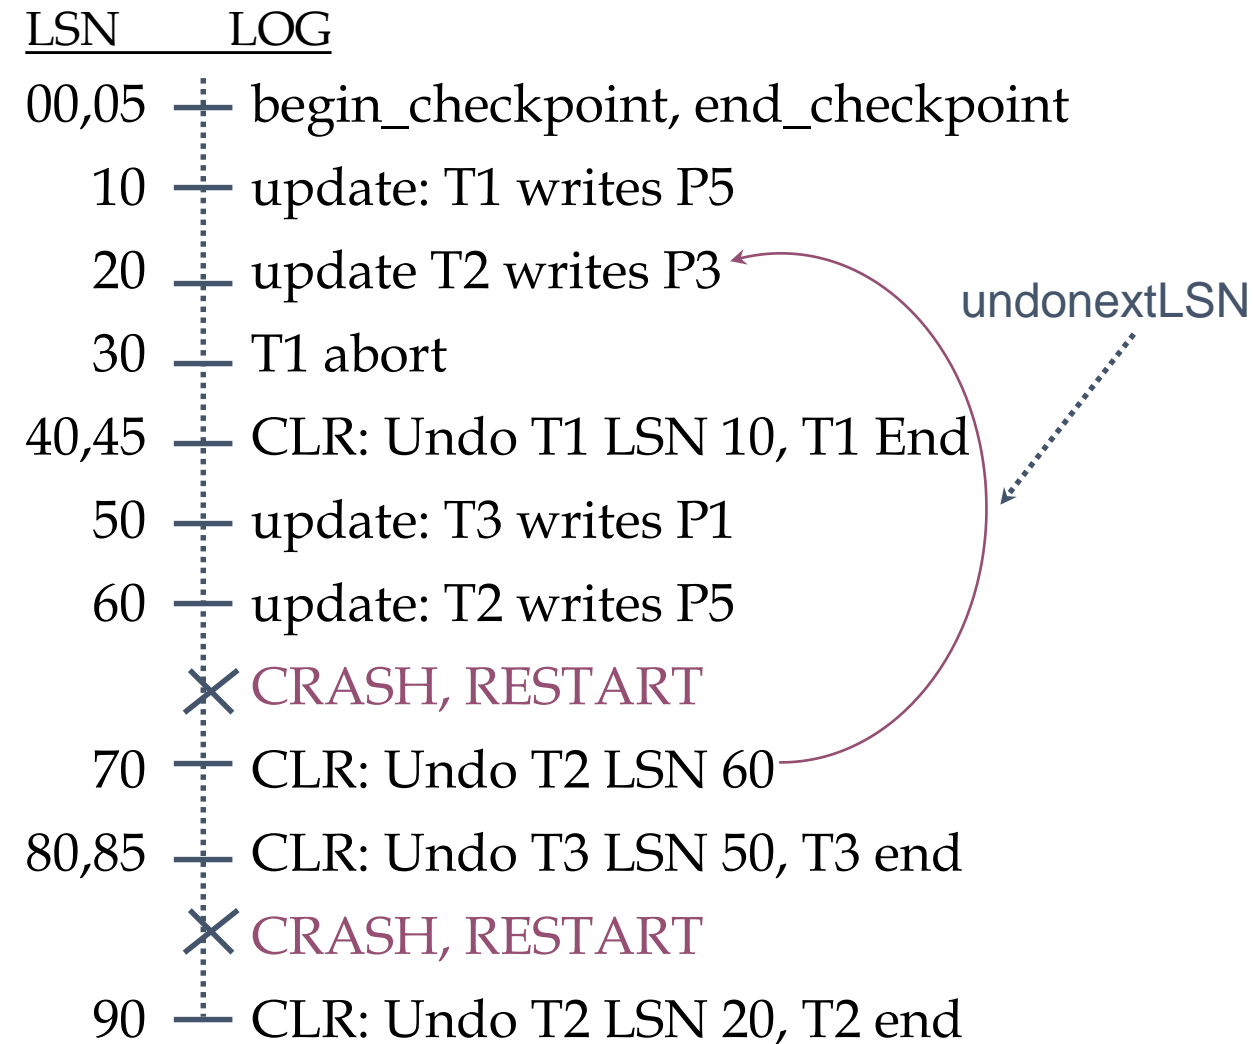 LSN LOG
00,05 begin_checkpoint, end_checkpoint
10 update: T1 writes P5
20 update T2 writes P3
undonextLSN
30 T1 abort
40,45 CLR: Undo T1 LSN 10, T1 End
50 update: T3 writes P1
60 update: T2 writes P5
CRASH, RESTART
70 CLR: Undo T2 LSN 60
80,85 CLR: Undo T3 LSN 50, T3 end
CRASH, RESTART
90 CLR: Undo T2 LSN 20, T2 end